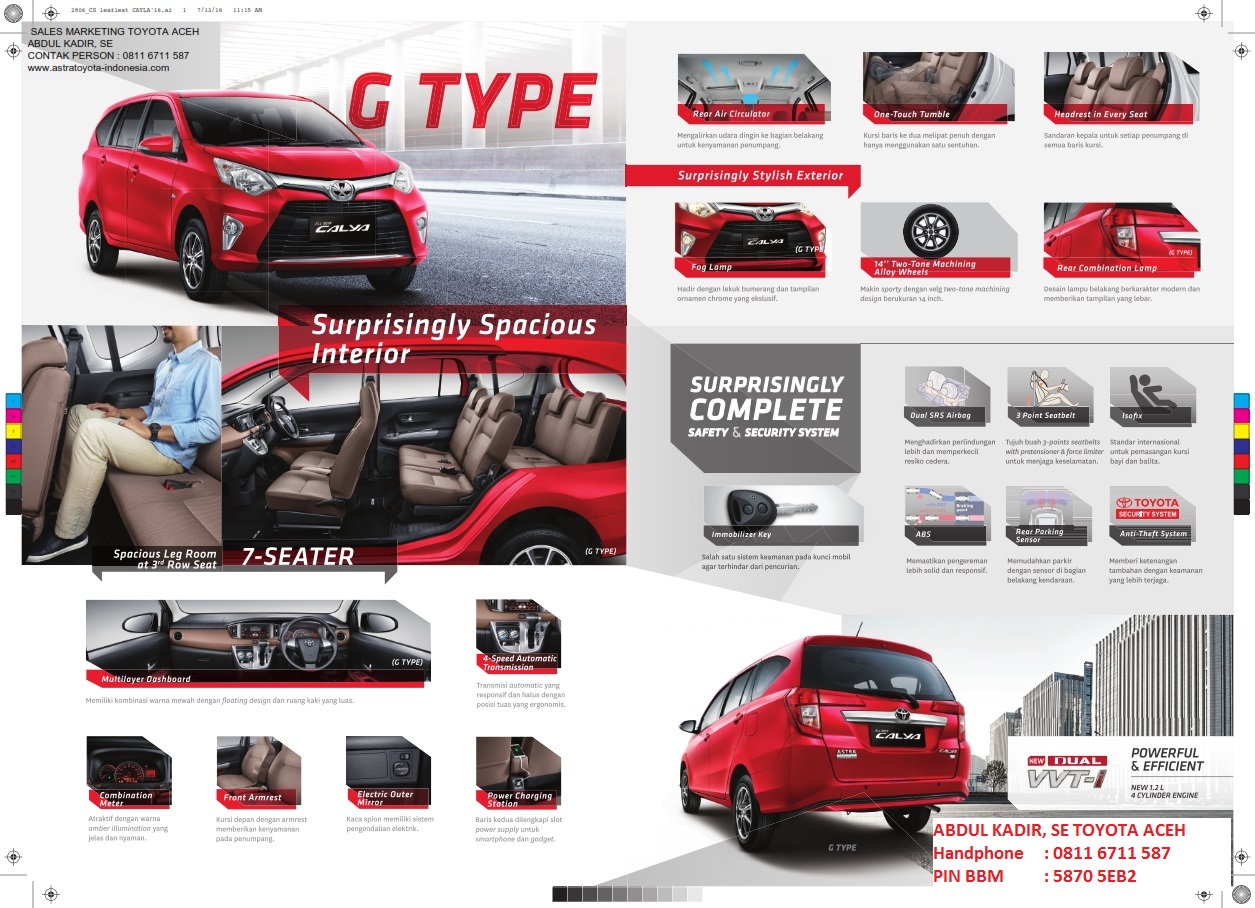 2806_CS leafleat CAYLA'16.ai   1   7/13/16   11:15 AM
SALES MARKETING TOYOTA ACEH
ABDUL KADIR, SE
CONTAK PERSON : 0811 6711 587
www.astratoyota-indonesia.com
G TYPE
CALYA
Surprisingly Spacious
Interior
Spacious Leg Room
at 3rd Row Seat
7-SEATER
(G TYPE)
(G TYPE)
Multilayer Dashboard
Memiliki kombinasi warna mewah dengan floating design dan ruang kaki yang luas.
4-Speed Automatic
Transmission
Transmisi automatic yang
responsif dan halus dengan
posisi tuas yang ergonomis.
Combination
Meter
Atraktif dengan warna
amber illumination yang
jelas dan nyaman.
Front Armrest
Kursi depan dengan armrest
memberikan kenyamanan
pada penumpang.
Electric Outer
Mirror
Kaca spion memiliki sistem
pengendalian elektrik.
Power Charging
Station
Baris kedua dilengkapi slot
power supply untuk
smartphone dan gadget.
Rear Air Circulator
Mengalirkan udara dingin ke bagian belakang
untuk kenyamanan penumpang.
One-Touch Tumble
Kursi baris ke dua melipat penuh dengan
hanya menggunakan satu sentuhan.
Headrest in Every Seat
Sandaran kepala untuk setiap penumpang di
semua baris kursi.
Surprisingly Stylish Exterior
CALYA
(G TYPE)
Fog Lamp
Hadir dengan lekuk bumerang dan tampilan
ornamen chrome yang ekslusif.
14'' Two-Tone Machining
Alloy Wheels
Makin sporty dengan velg two-tone machining
design berukuran 14 inch.
(G TYPE)
Rear Combination Lamp
Desain lampu belakang berkarakter modern dan
memberikan tampilan yang lebar.
SURPRISINGLY
COMPLETE
SAFETY & SECURITY SYSTEM
Dual SRS Airbag
Menghadirkan perlindungan
lebih dan memperkecil
resiko cedera.
3 Point Seatbelt
Tujuh buah 3-points seatbelts
with pretensioner & force limiter
untuk menjaga keselamatan.
Isofix
Standar internasional
untuk pemasangan kursi
bayi dan balita.
Immobilizer Key
Salah satu sistem keamanan pada kunci mobil
agar terhindar dari pencurian.
ABS
Memastikan pengereman
lebih solid dan responsif.
Rear Parking
Sensor
Memudahkan parkir
dengan sensor di bagian
belakang kendaraan.
TOYOTA
SECURITY SYSTEM
Anti-Theft System
Memberi ketenangan
tambahan dengan keamanan
yang lebih terjaga.
CALYA
ASTRA
CALYA
G TYPE
NEW DUAL
VVT-i
POWERFUL
& EFFICIENT
NEW 1.2 L
4 CYLINDER ENGINE
ABDUL KADIR, SE TOYOTA ACEH
Handphone : 0811 6711 587
PIN BBM : 5870 5EB2